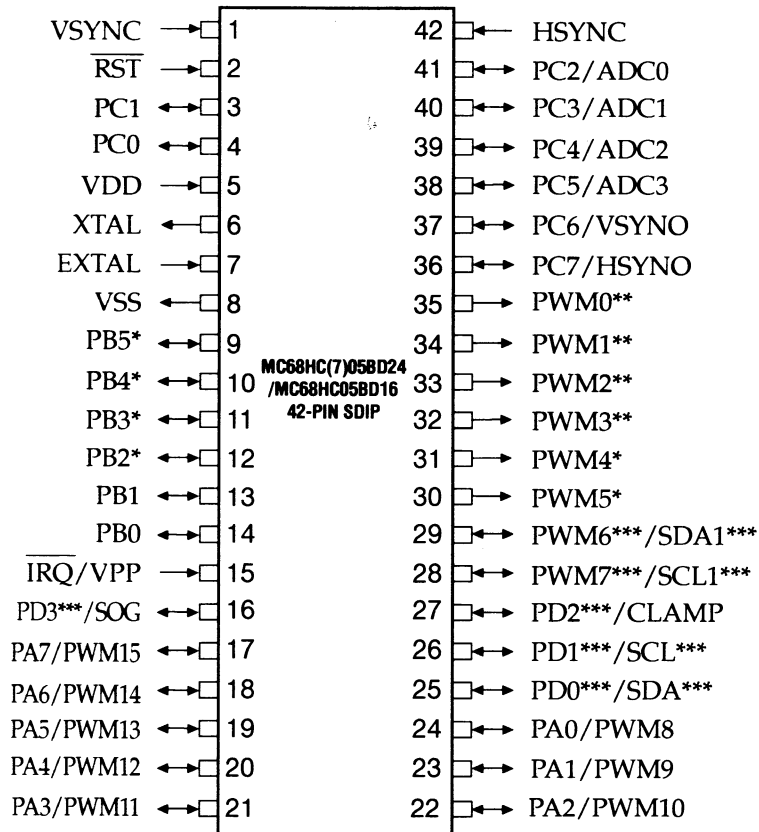 VSYNC 1 42 HSYNC
RST 2 41 PC2/ADC0
PC1 3 40 PC3/ADC1
PC0 4 39 PC4/ADC2
VDD 5 38 PC5/ADC3
XTAL 6 37 PC6/VSYNO
EXTAL 7 36 PC7/HSYNO
VSS 8 35 PWM0**
PB5* 9 34 PWM1**
MC68HC(7)05BD24
PB4* 10 /MC68HC05BD16 33 PWM2**
42-PIN SDIP
PB3* 11 32 PWM3**
PB2* 12 31 PWM4*
PB1 13 30 PWM5*
PB0 14 29 PWM6***/SDA1***
IRQ/VPP 15 28 PWM7***/SCL1***
PD3***/SOG 16 27 PD2***/CLAMP
PA7/PWM15 17 26 PD1***/SCL***
PA6/PWM14 18 25 PD0***/SDA***
PA5/PWM13 19 24 PA0/PWM8
PA4/PWM12 20 23 PA1/PWM9
PA3/PWM11 21 22 PA2/PWM10